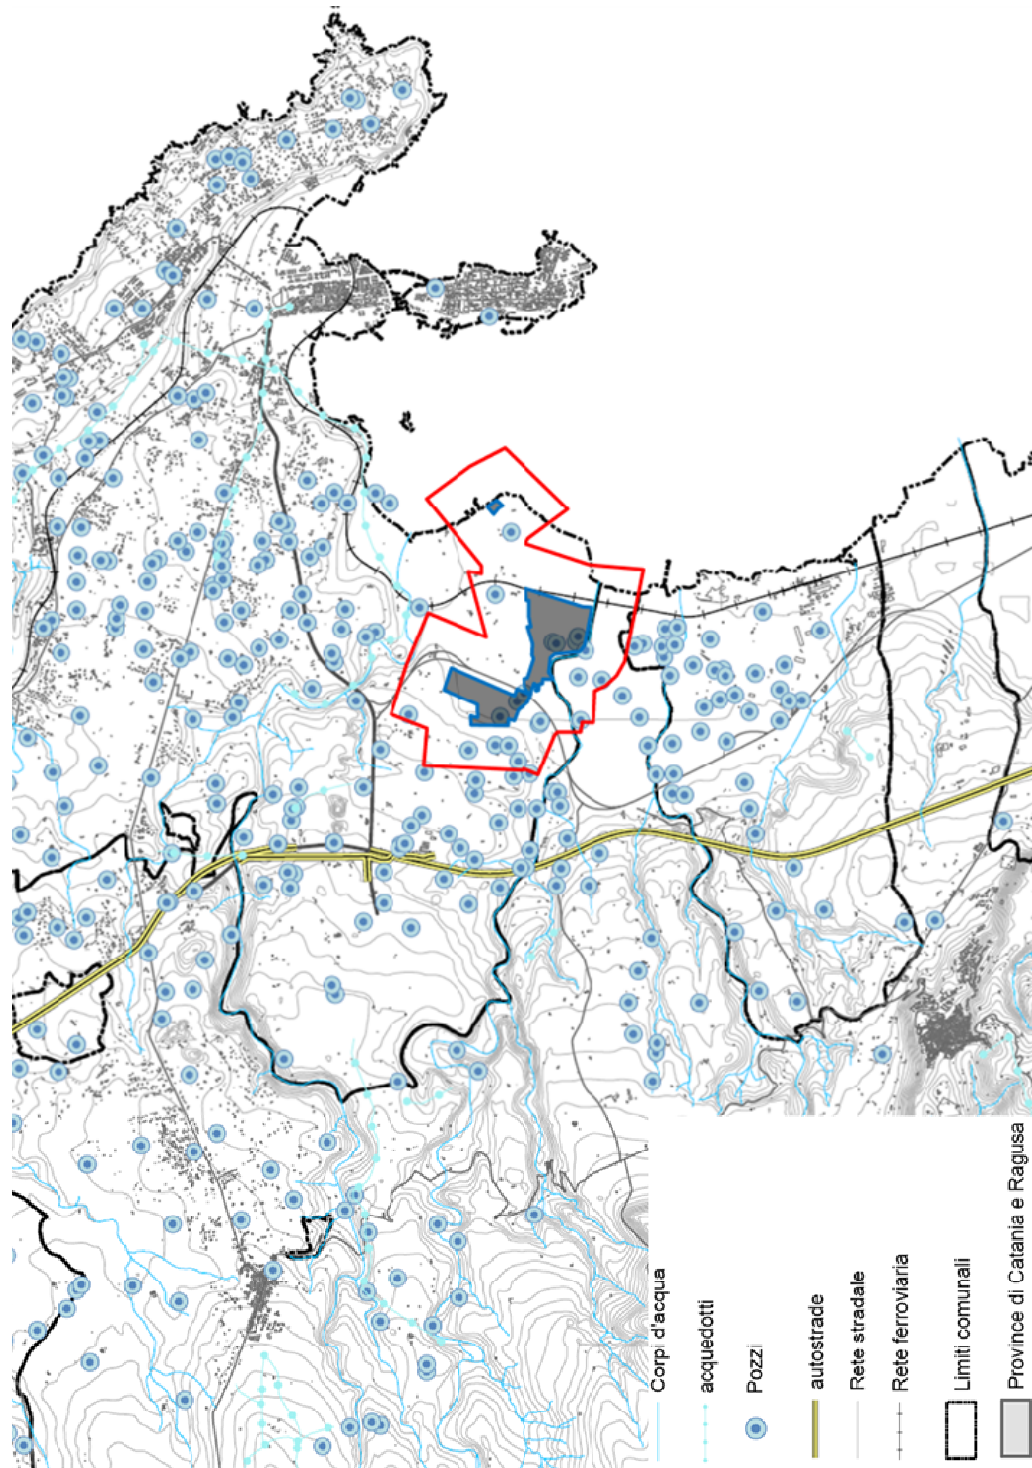 Corpi d'acqua
acquedotti
Pozzi
autostrade
Rete stradale
Rete ferroviaria
Limiti comunali
Province di Catania e Ragusa